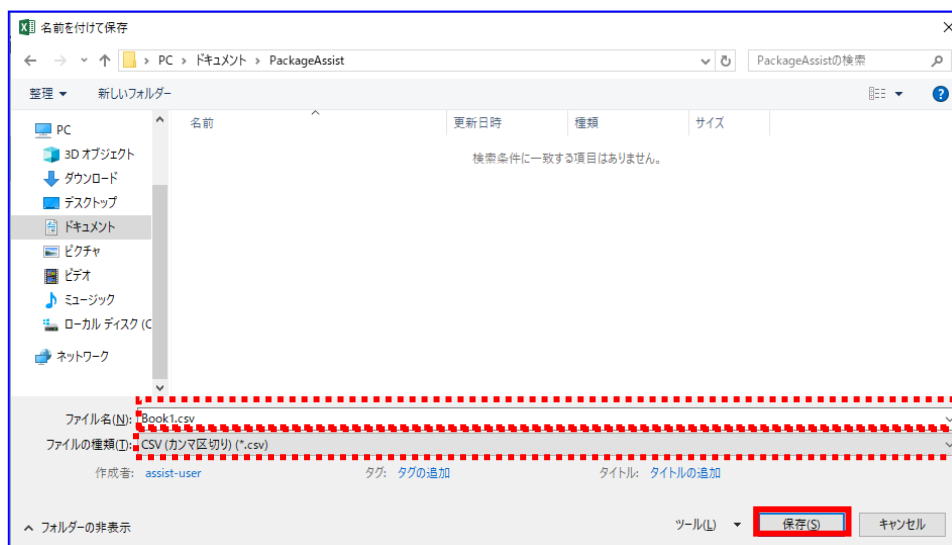 名前を付けて保存
PC › ドキュメント › PackageAssist
PackageAssistの検索
整理 新しいフォルダー
名前 更新日時 種類 サイズ
検索条件に一致する項目はありません。
PC
3D オブジェクト
ダウンロード
デスクトップ
ドキュメント
ピクチャ
ビデオ
ミュージック
ローカル ディスク (C
ネットワーク
ファイル名(N): Book1.csv
ファイルの種類(T): CSV (カンマ区切り) (*.csv)
作成者: assist-user タグ: タグの追加 タイトル: タイトルの追加
フォルダーの非表示 ツール(L) 保存(S) キャンセル